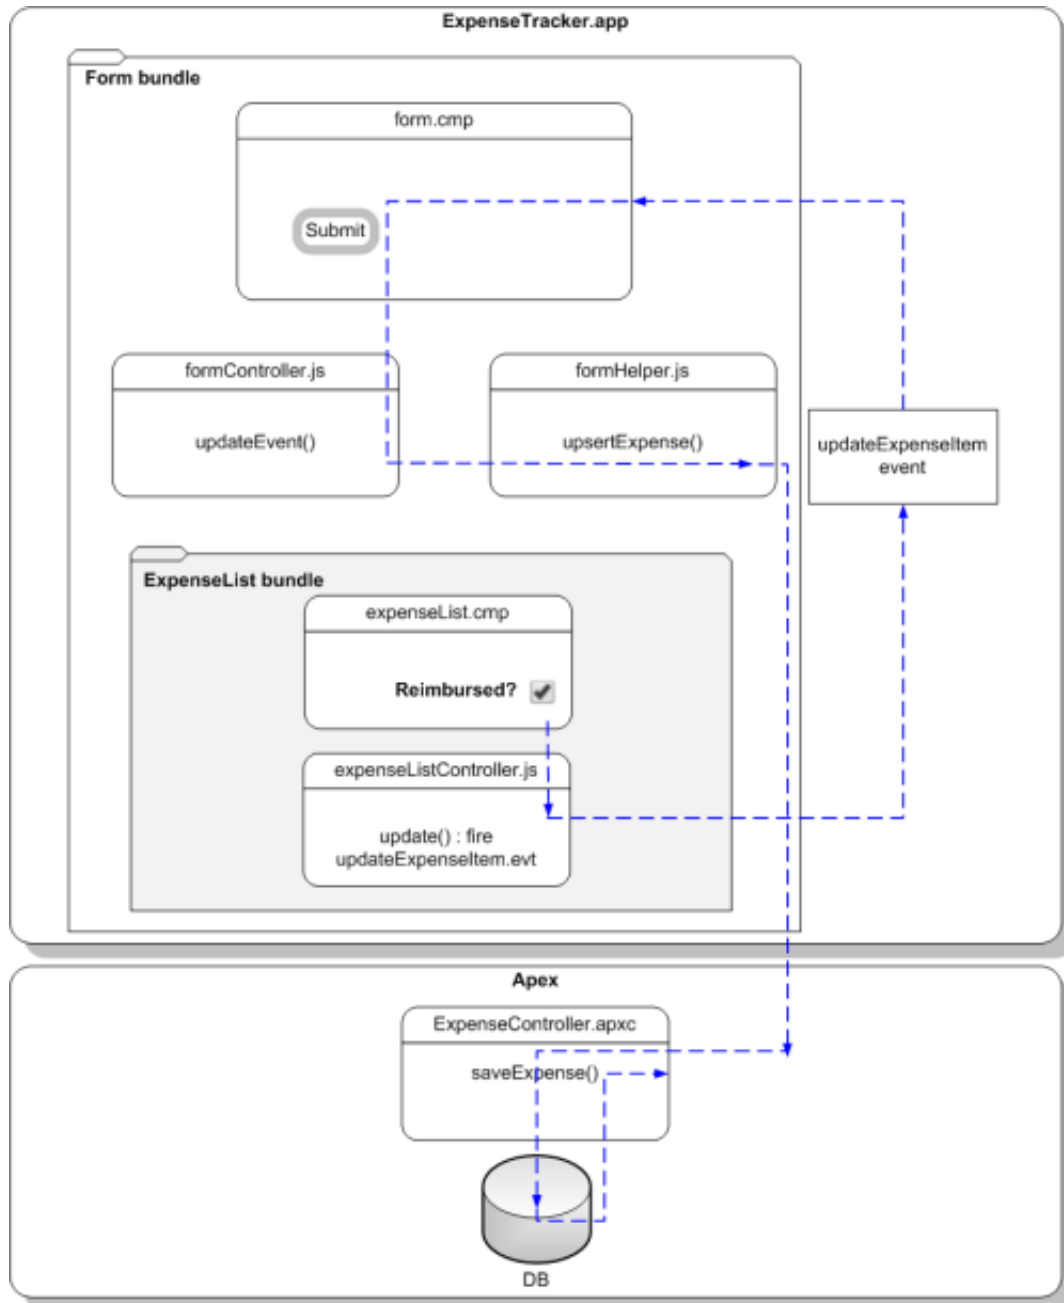 ExpenseTracker.app
Form bundle
form.cmp
Submit
formController.js
updateEvent()
formHelper.js
upsertExpense()
updateExpenseItem
event
ExpenseList bundle
expenseList.cmp
Reimbursed?
expenseListController.js
update() : fire
updateExpenseItem.evt
Apex
ExpenseController.apxc
saveExpense()
DB